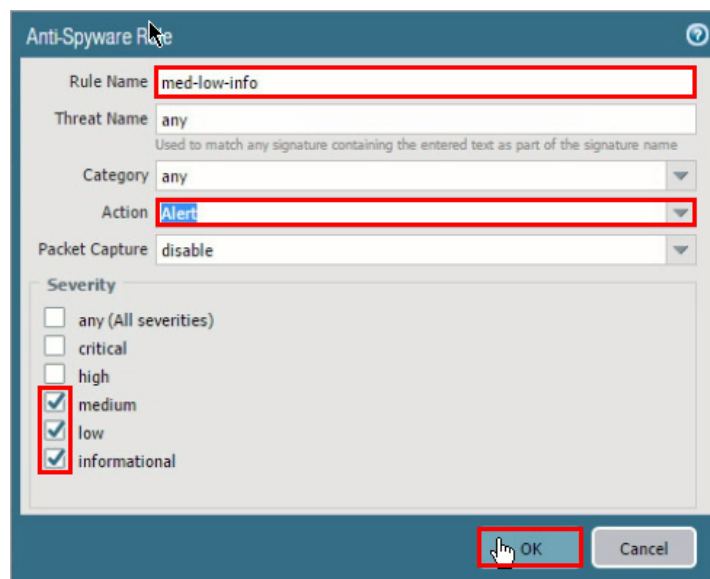 Anti-Spyware Rule
Rule Name med-low-info
Threat Name any
Used to match any signature containing the entered text as part of the signature name
Category any
Action Alert
Packet Capture disable
Severity
any (All severities)
critical
high
medium
low
informational
OK Cancel